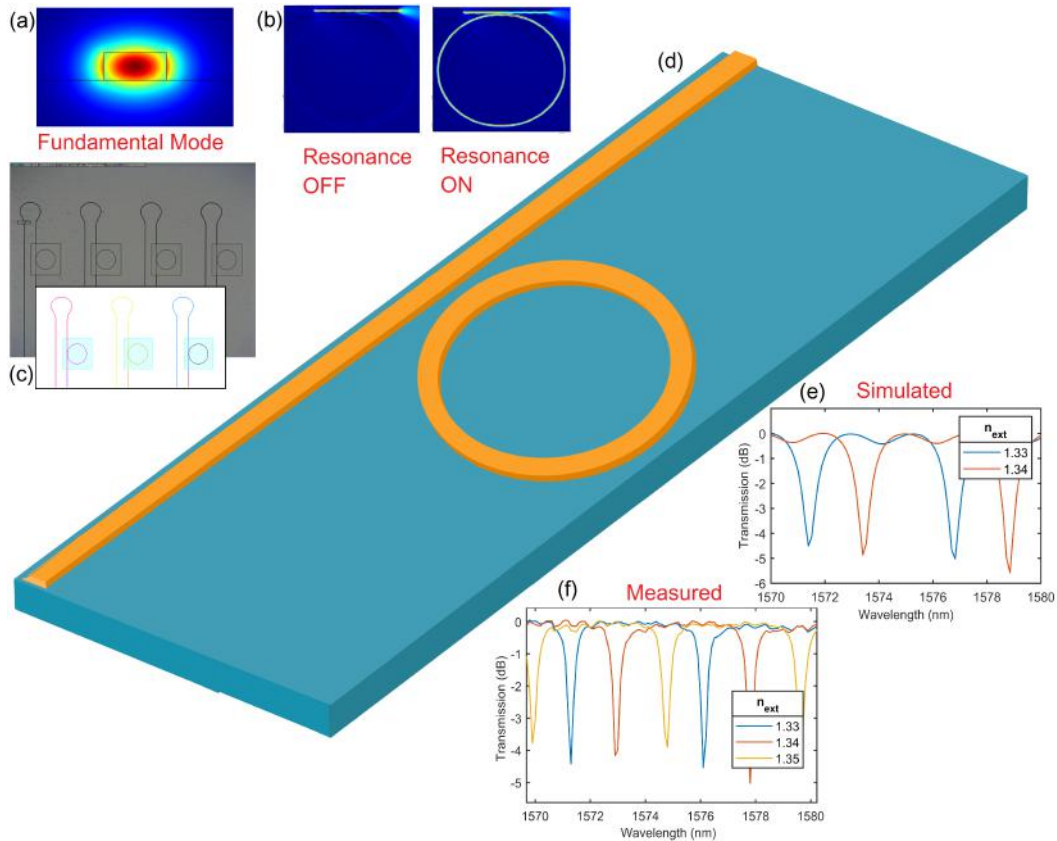 (a)
(b)
Fundamental Mode
Resonance
OFF
Resonance
ON
(c)
(d)
(e)
Simulated
Transmission (dB)
0
-1
-2
-3
-4
-5
-6
n_ext
1.33
1.34
1570
1572
1574
1576
1578
1580
Wavelength (nm)
(f)
Measured
Transmission (dB)
0
-1
-2
-3
-4
-5
n_ext
1.33
1.34
1.35
1570
1572
1574
1576
1578
1580
Wavelength (nm)